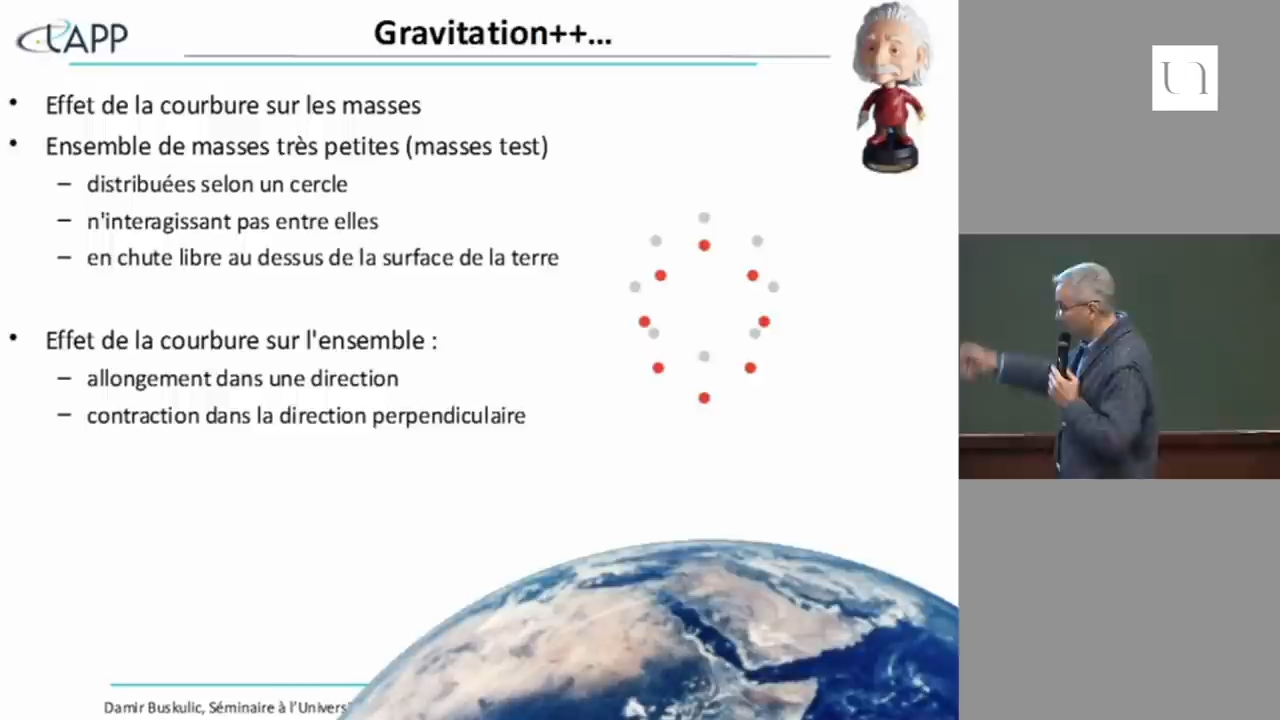 LAPP
Gravitation++...
• Effet de la courbure sur les masses
• Ensemble de masses très petites (masses test)
– distribuées selon un cercle
– n'interagissant pas entre elles
– en chute libre au dessus de la surface de la terre
• Effet de la courbure sur l'ensemble :
– allongement dans une direction
– contraction dans la direction perpendiculaire
Damir Buskulic, Séminaire à l'Univers